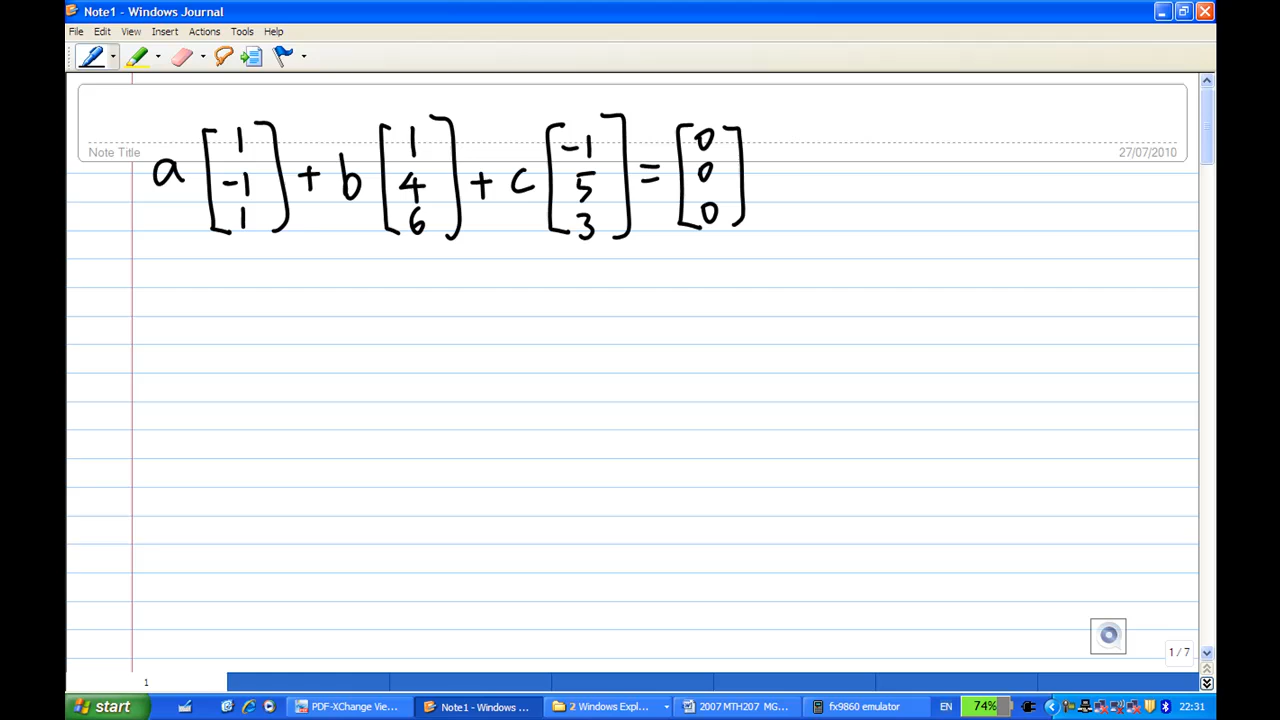 Note1 - Windows Journal
File Edit View Insert Actions Tools Help
a [1 -1 1] + b [1 4 6] + c [-1 5 3] = [0 0 0]
Note Title
27/07/2010
1 / 7
1
start PDF-XChange Vie... Note1 - Windows ... 2 Windows Expl... 2007 MTH207 MG... fx9860 emulator EN 74% 22:31